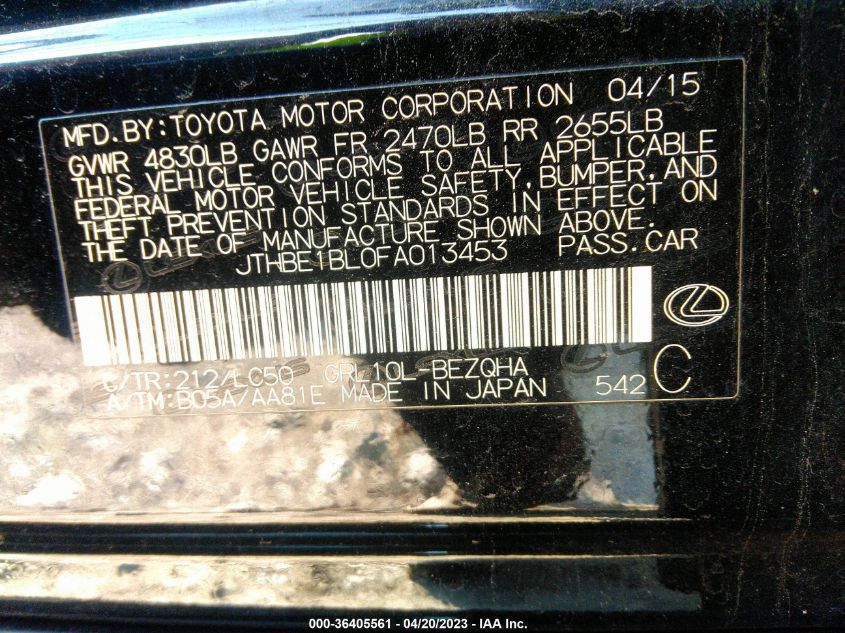 MFD.BY:TOYOTA MOTOR CORPORATION 04/15
GVWR 4830LB GAWR FR 2470LB RR 2655LB
THIS VEHICLE CONFORMS TO ALL APPLICABLE
FEDERAL MOTOR VEHICLE SAFETY,BUMPER,AND
THEFT PREVENTION STANDARDS IN EFFECT ON
THE DATE OF MANUFACTURE SHOWN ABOVE.
JTHBE1BL0FA013453 PASS.CAR
C/TR:212/LC50 GRL10L-BEZQHA
A/TM:B05A/AA81E MADE IN JAPAN 542 C
000-36405561 - 04/20/2023 - IAA Inc.